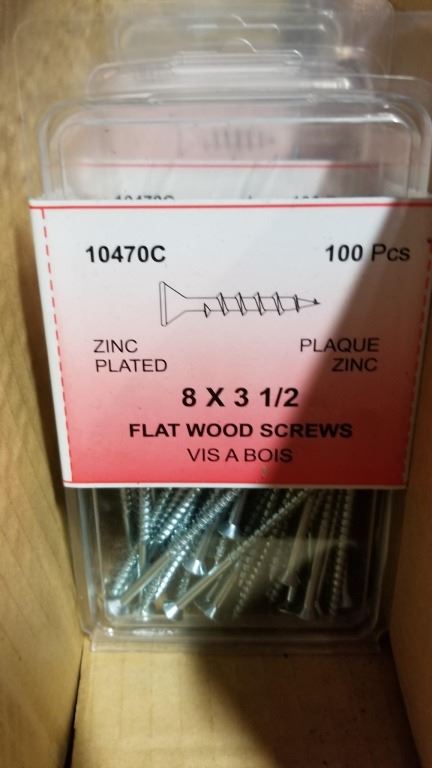 10470C 100 Pcs
ZINC PLAQUE
PLATED ZINC
8 X 3 1/2
FLAT WOOD SCREWS
VIS A BOIS